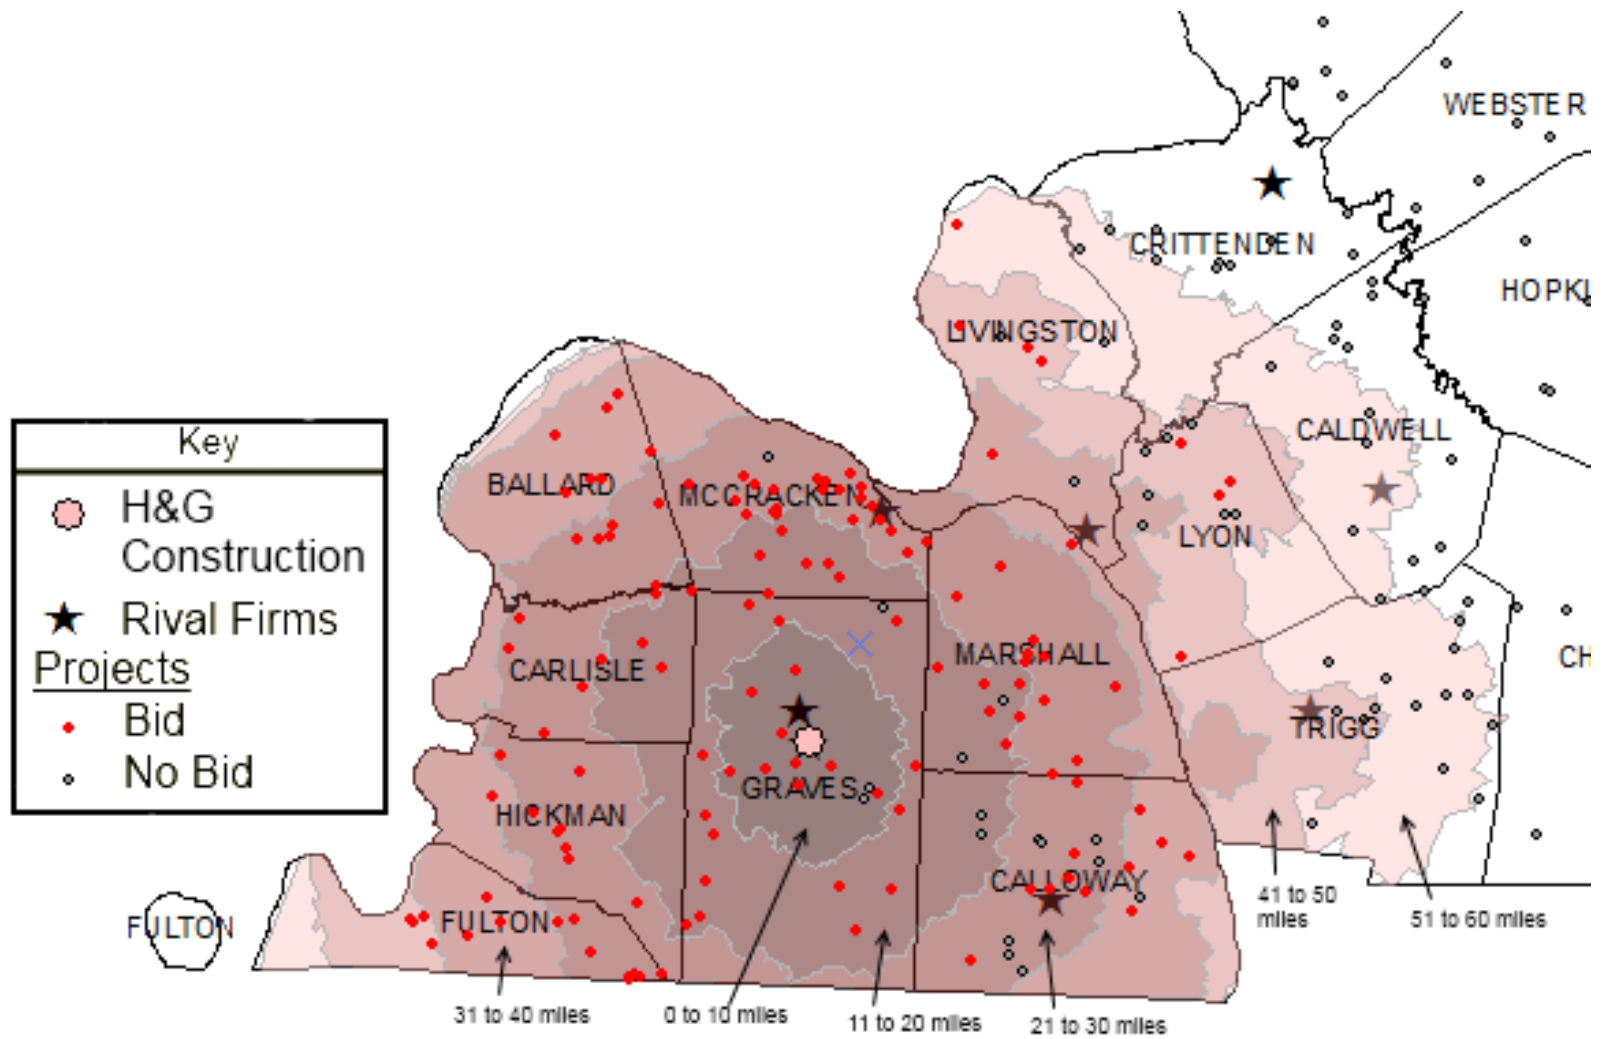 WEBSTER
CRITTENDEN
HOPKI
LIVINGSTON
CALDWELL
Key
BALLARD
MCCRACKEN
H&G
Construction
LYON
Rival Firms
CARLISLE
MARSHALL
CH
Projects
Bid
TRIGG
No Bid
GRAVES
HICKMAN
CALLOWAY
FULTON
FULTON
41 to 50
miles
51 to 60 miles
31 to 40 miles
0 to 10 miles
11 to 20 miles
21 to 30 miles